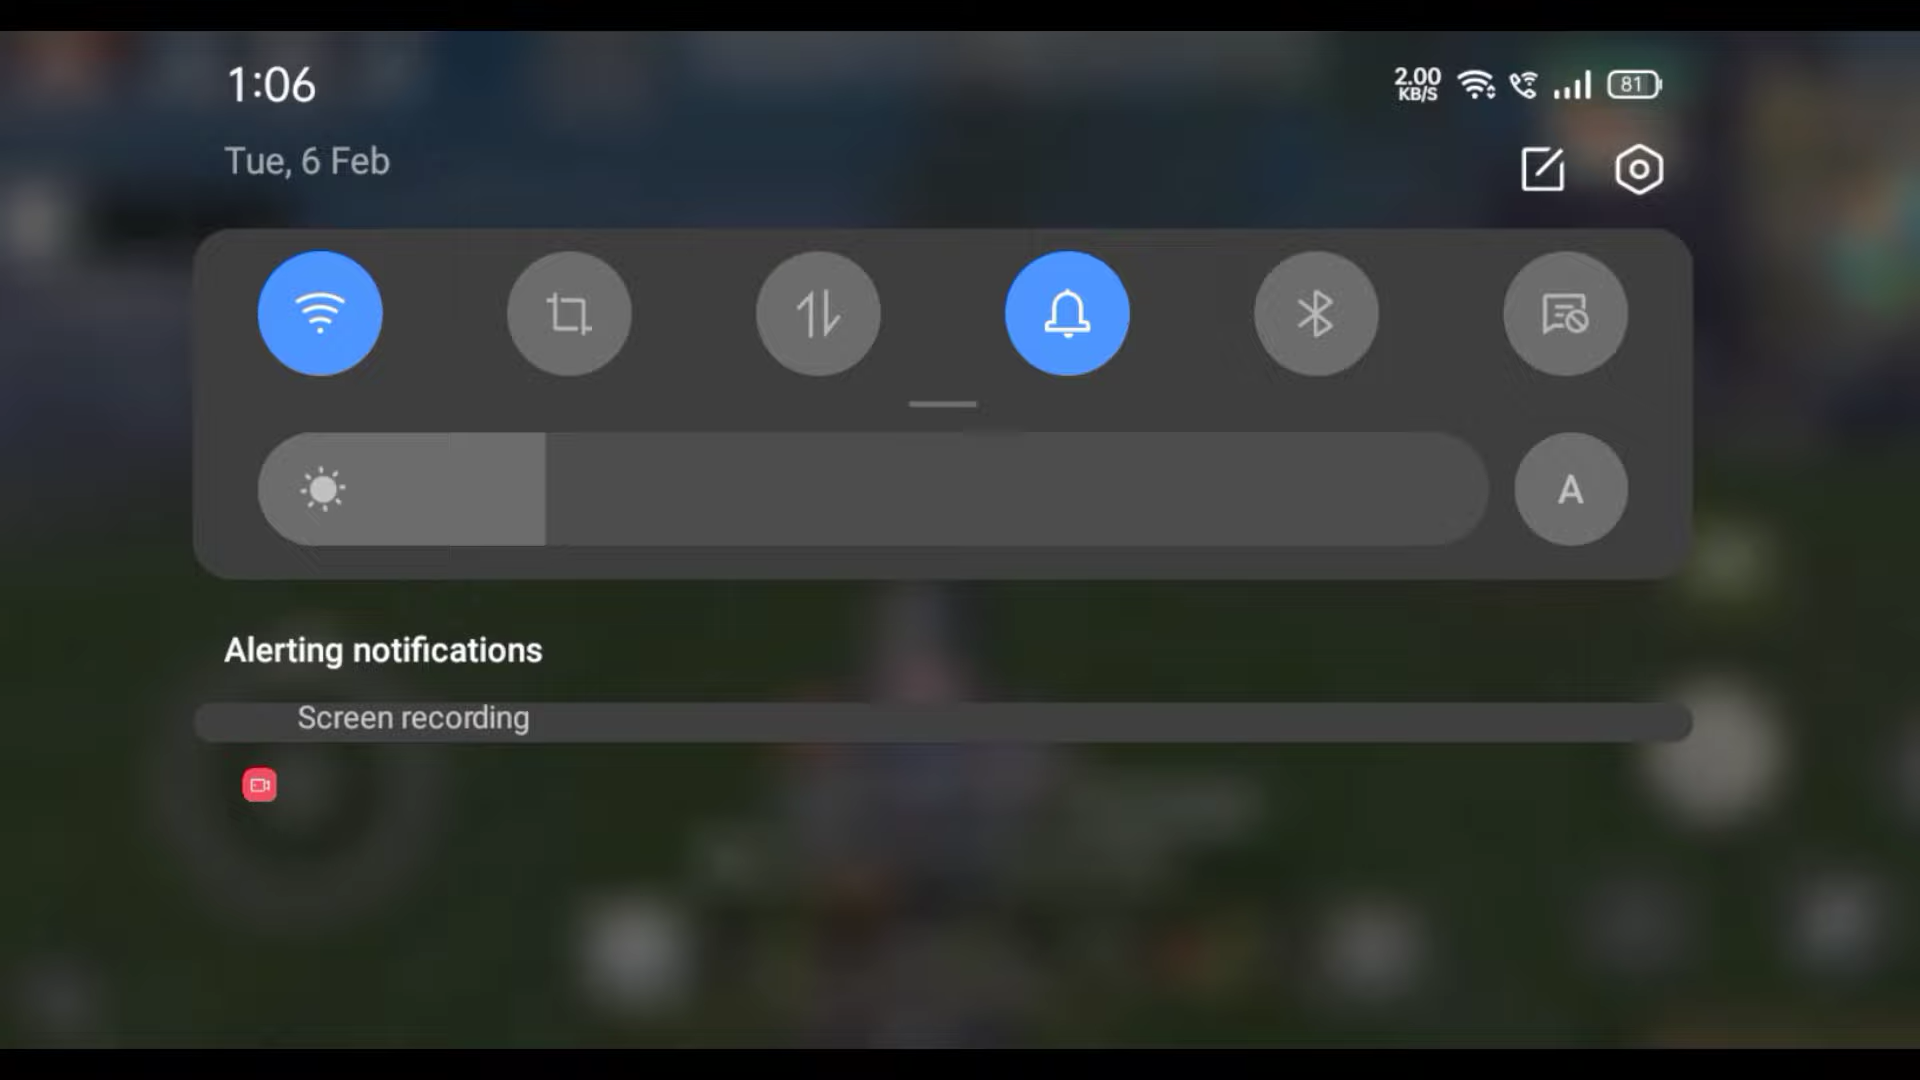 1:06
2.00
KB/S
81
Tue, 6 Feb
A
Alerting notifications
Screen recording